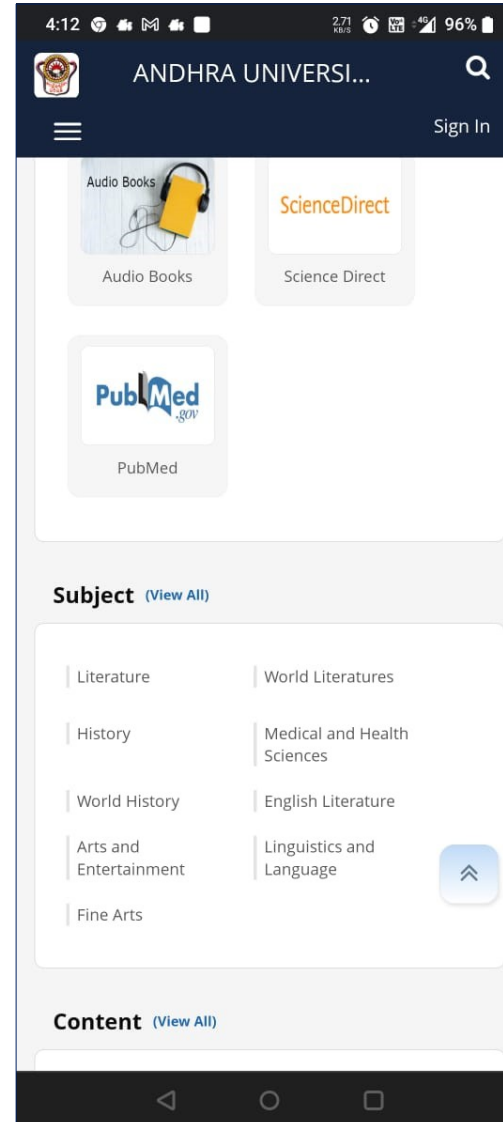 4:12 2.71 KB/S VoLTE 4G 96%
ANDHRA UNIVERSI...
Sign In
Audio Books
ScienceDirect
Audio Books Science Direct
PubMed
.gov
PubMed
Subject (View All)
Literature World Literatures
History Medical and Health
Sciences
World History English Literature
Arts and Linguistics and
Entertainment Language
Fine Arts
Content (View All)